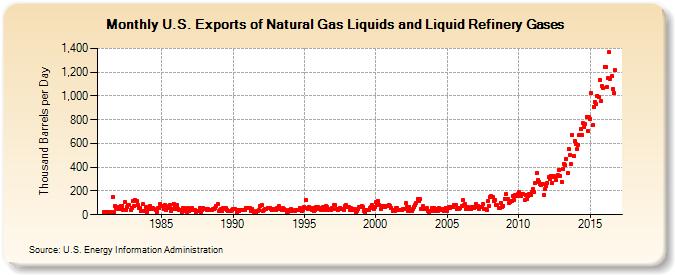 Monthly U.S. Exports of Natural Gas Liquids and Liquid Refinery Gases
Thousand Barrels per Day
1,400
1,200
1,000
800
600
400
200
0
1985 1990 1995 2000 2005 2010 2015
Source: U.S. Energy Information Administration